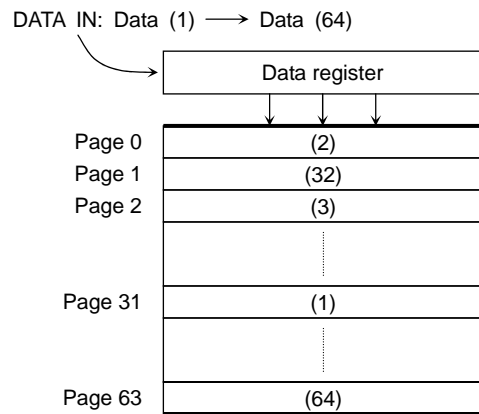 DATA IN: Data (1) ⟶ Data (64)
Data register
Page 0 (2)
Page 1 (32)
Page 2 (3)
Page 31 (1)
Page 63 (64)